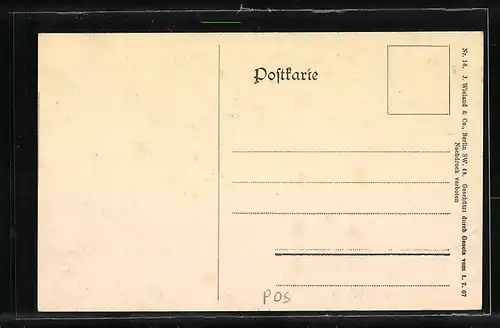 Postkarte
Nr. 14. J. Wieland & Co., Berlin SW. 48. Geschützt durch Gesetz vom 1. 7. 07
Nachdruck verboten
POS